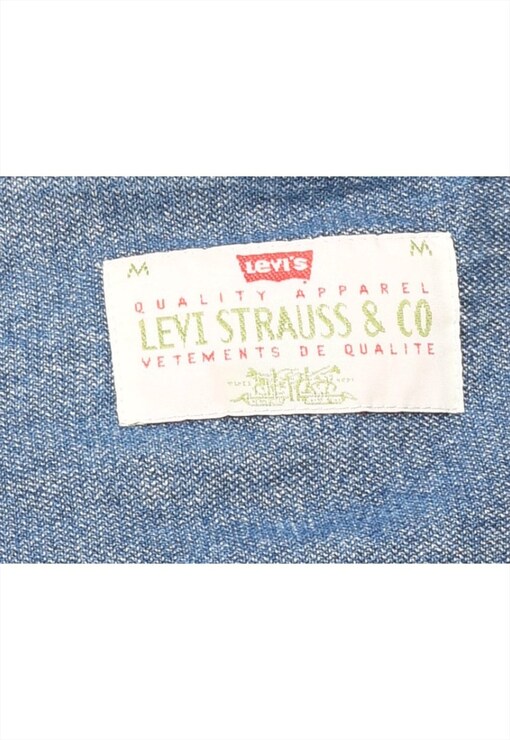 M M
Levi's
QUALITY APPAREL
LEVI STRAUSS & CO
VETEMENTS DE QUALITE